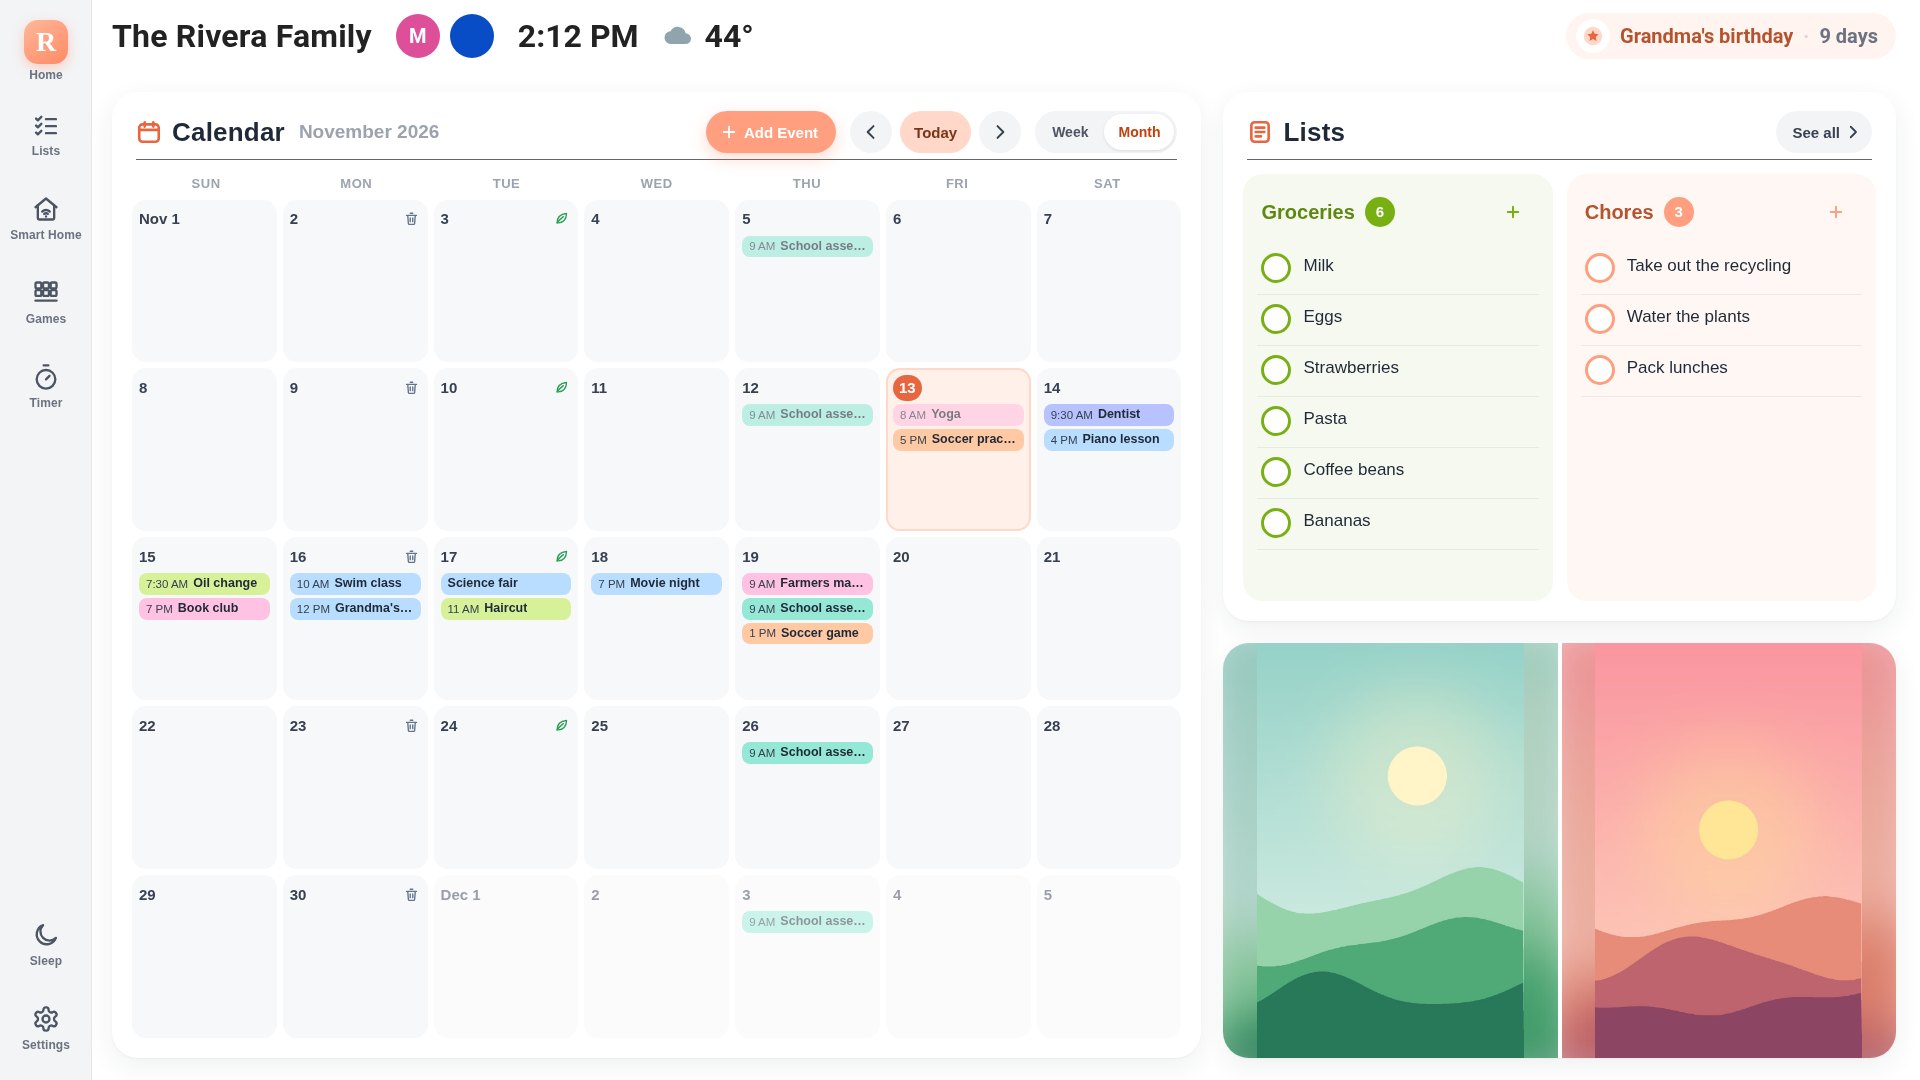 R
Home
Lists
Smart Home
Games
Timer
Sleep
Settings
The Rivera Family M 2:12 PM 44°
Grandma's birthday · 9 days
Calendar November 2026
Add Event
Today
Week Month
SUN MON TUE WED THU FRI SAT
Nov 1 2 3 4 5 6 7
9 AM School asse...
8 9 10 11 12 13 14
9 AM School asse...
8 AM Yoga
5 PM Soccer prac...
9:30 AM Dentist
4 PM Piano lesson
15 16 17 18 19 20 21
7:30 AM Oil change
7 PM Book club
10 AM Swim class
12 PM Grandma's...
Science fair
11 AM Haircut
7 PM Movie night
9 AM Farmers ma...
9 AM School asse...
1 PM Soccer game
22 23 24 25 26 27 28
9 AM School asse...
29 30 Dec 1 2 3 4 5
9 AM School asse...
Lists
See all
Groceries 6
Milk
Eggs
Strawberries
Pasta
Coffee beans
Bananas
Chores 3
Take out the recycling
Water the plants
Pack lunches